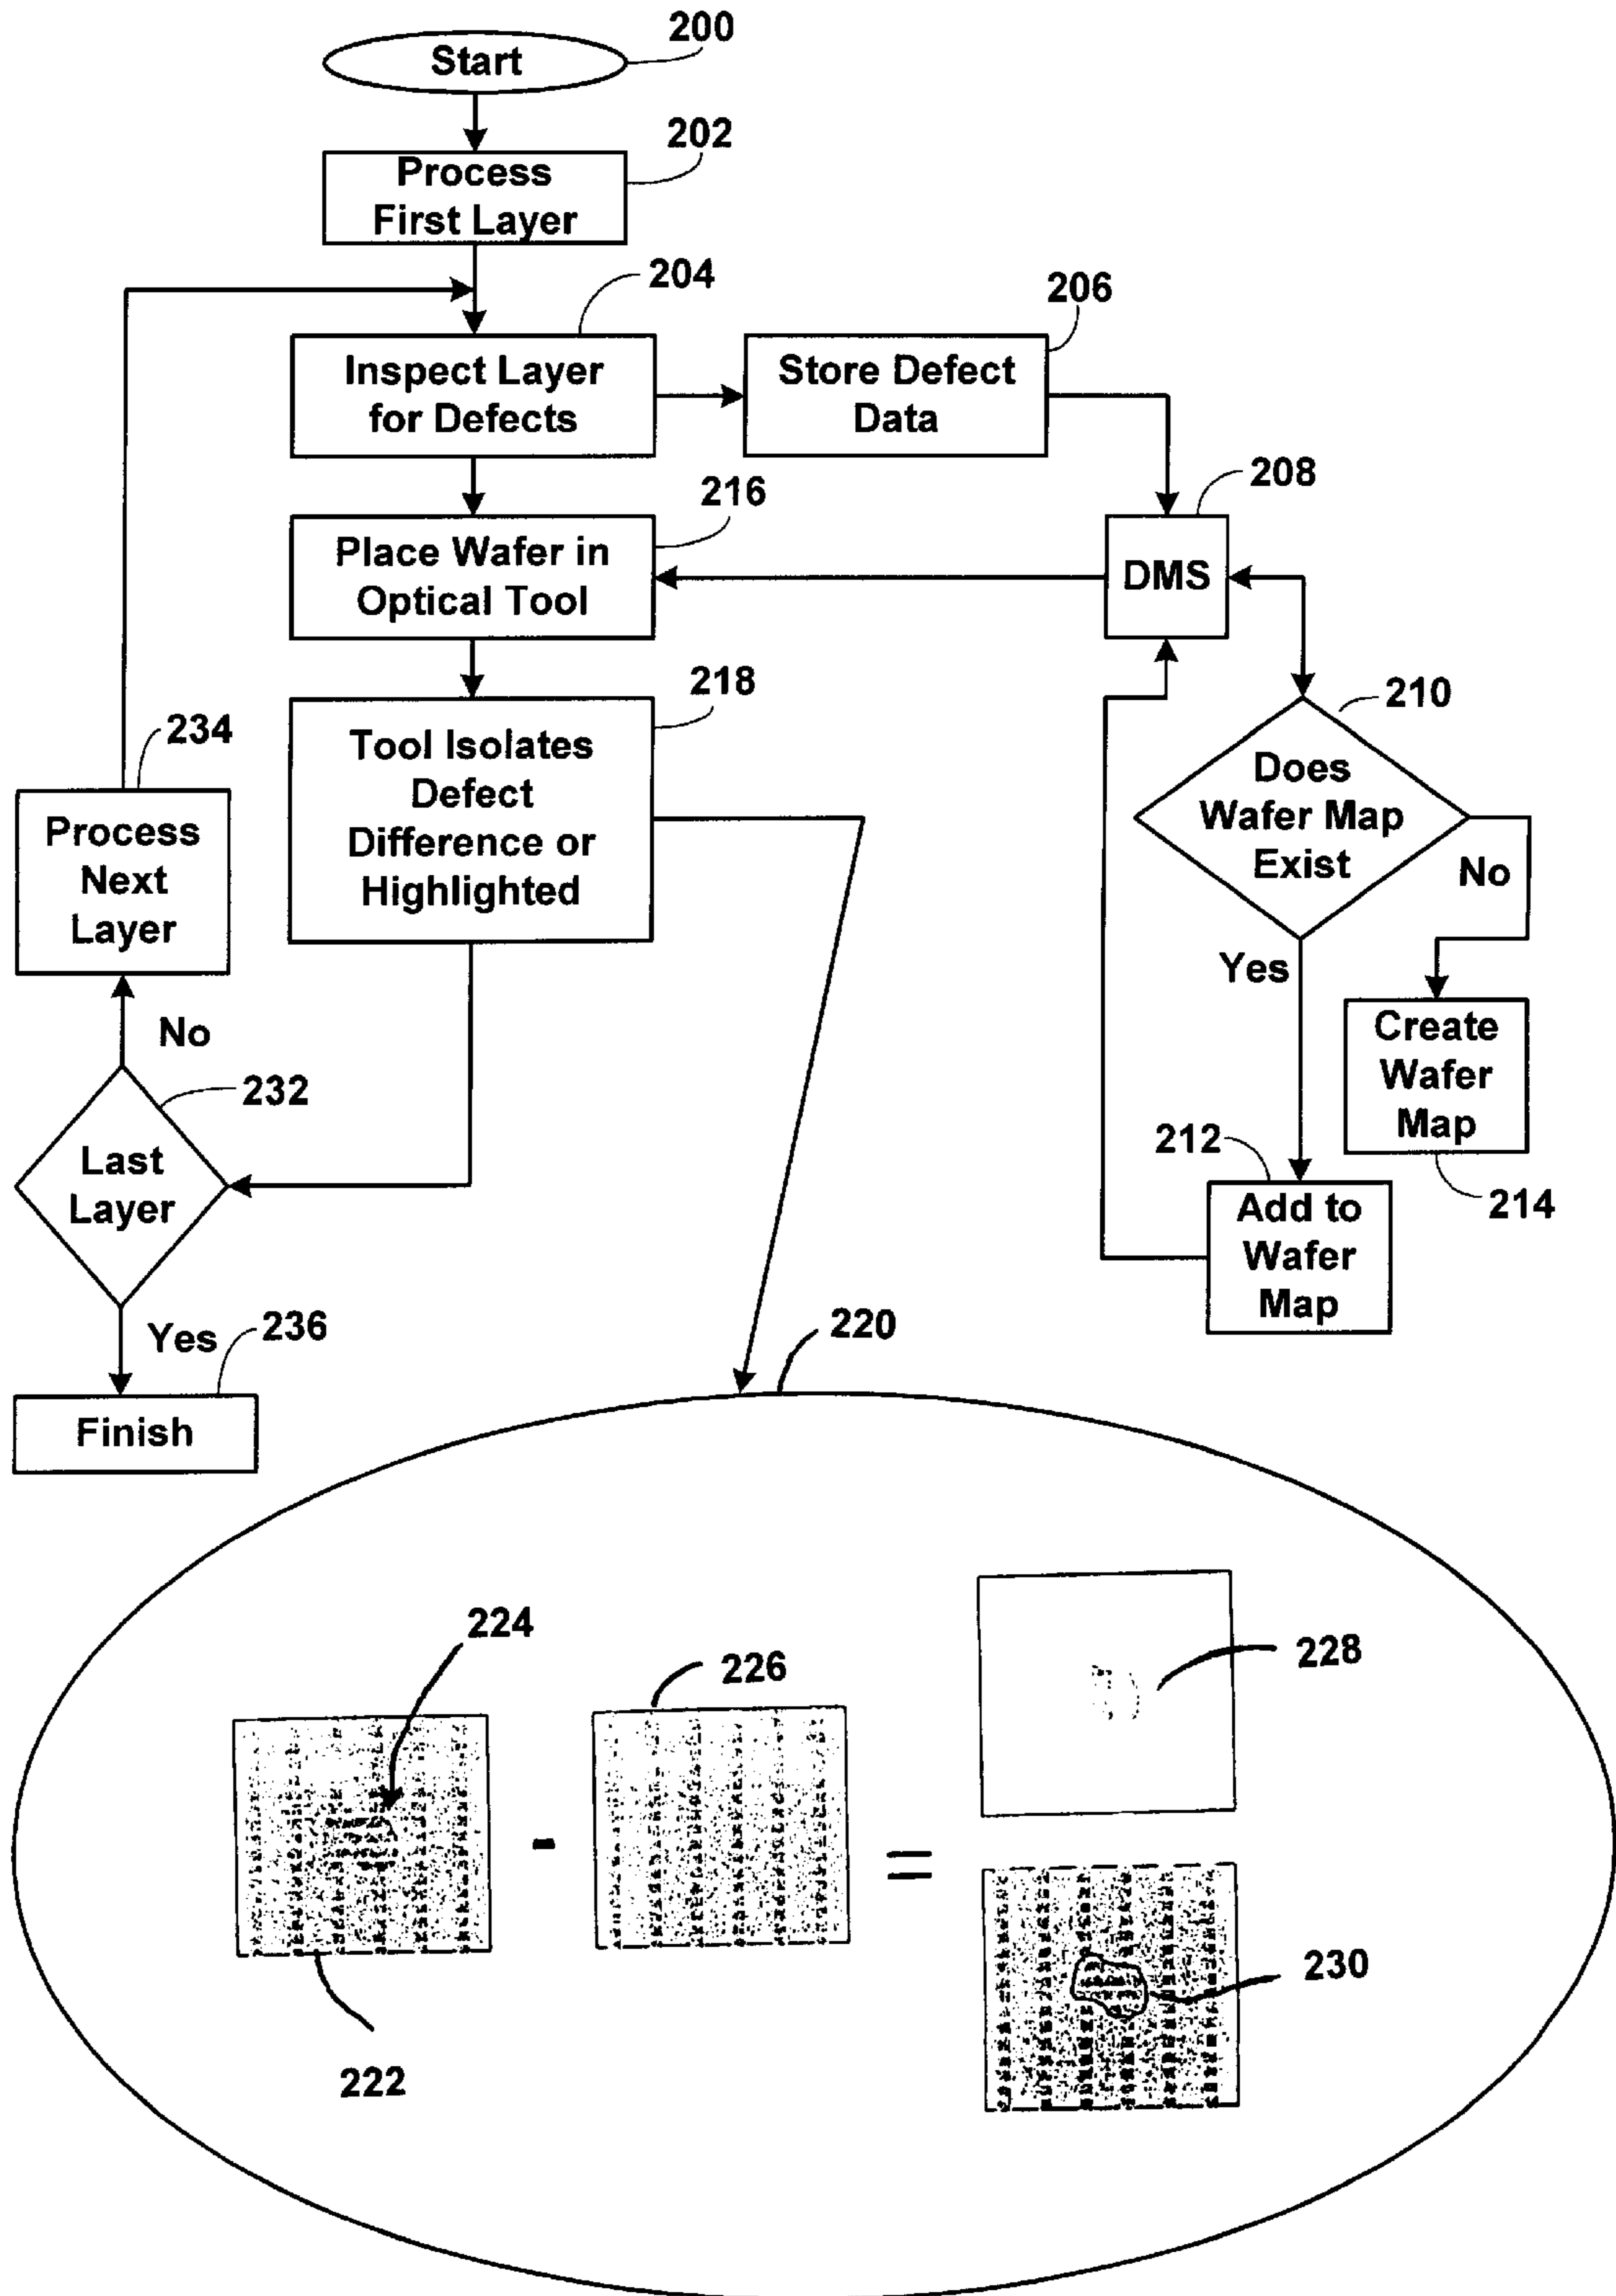 200
Start
202
Process
First Layer
204
206
Inspect Layer
for Defects
Store Defect
Data
208
216
Place Wafer in
Optical Tool
DMS
218
210
234
Tool Isolates
Defect
Difference or
Highlighted
Does
Wafer Map
Exist
No
Process
Next
Layer
Yes
Create
Wafer
Map
No
232
212
Last
Layer
214
Add to
Wafer
Map
Yes
236
220
Finish
224
226
228
-
=
230
222